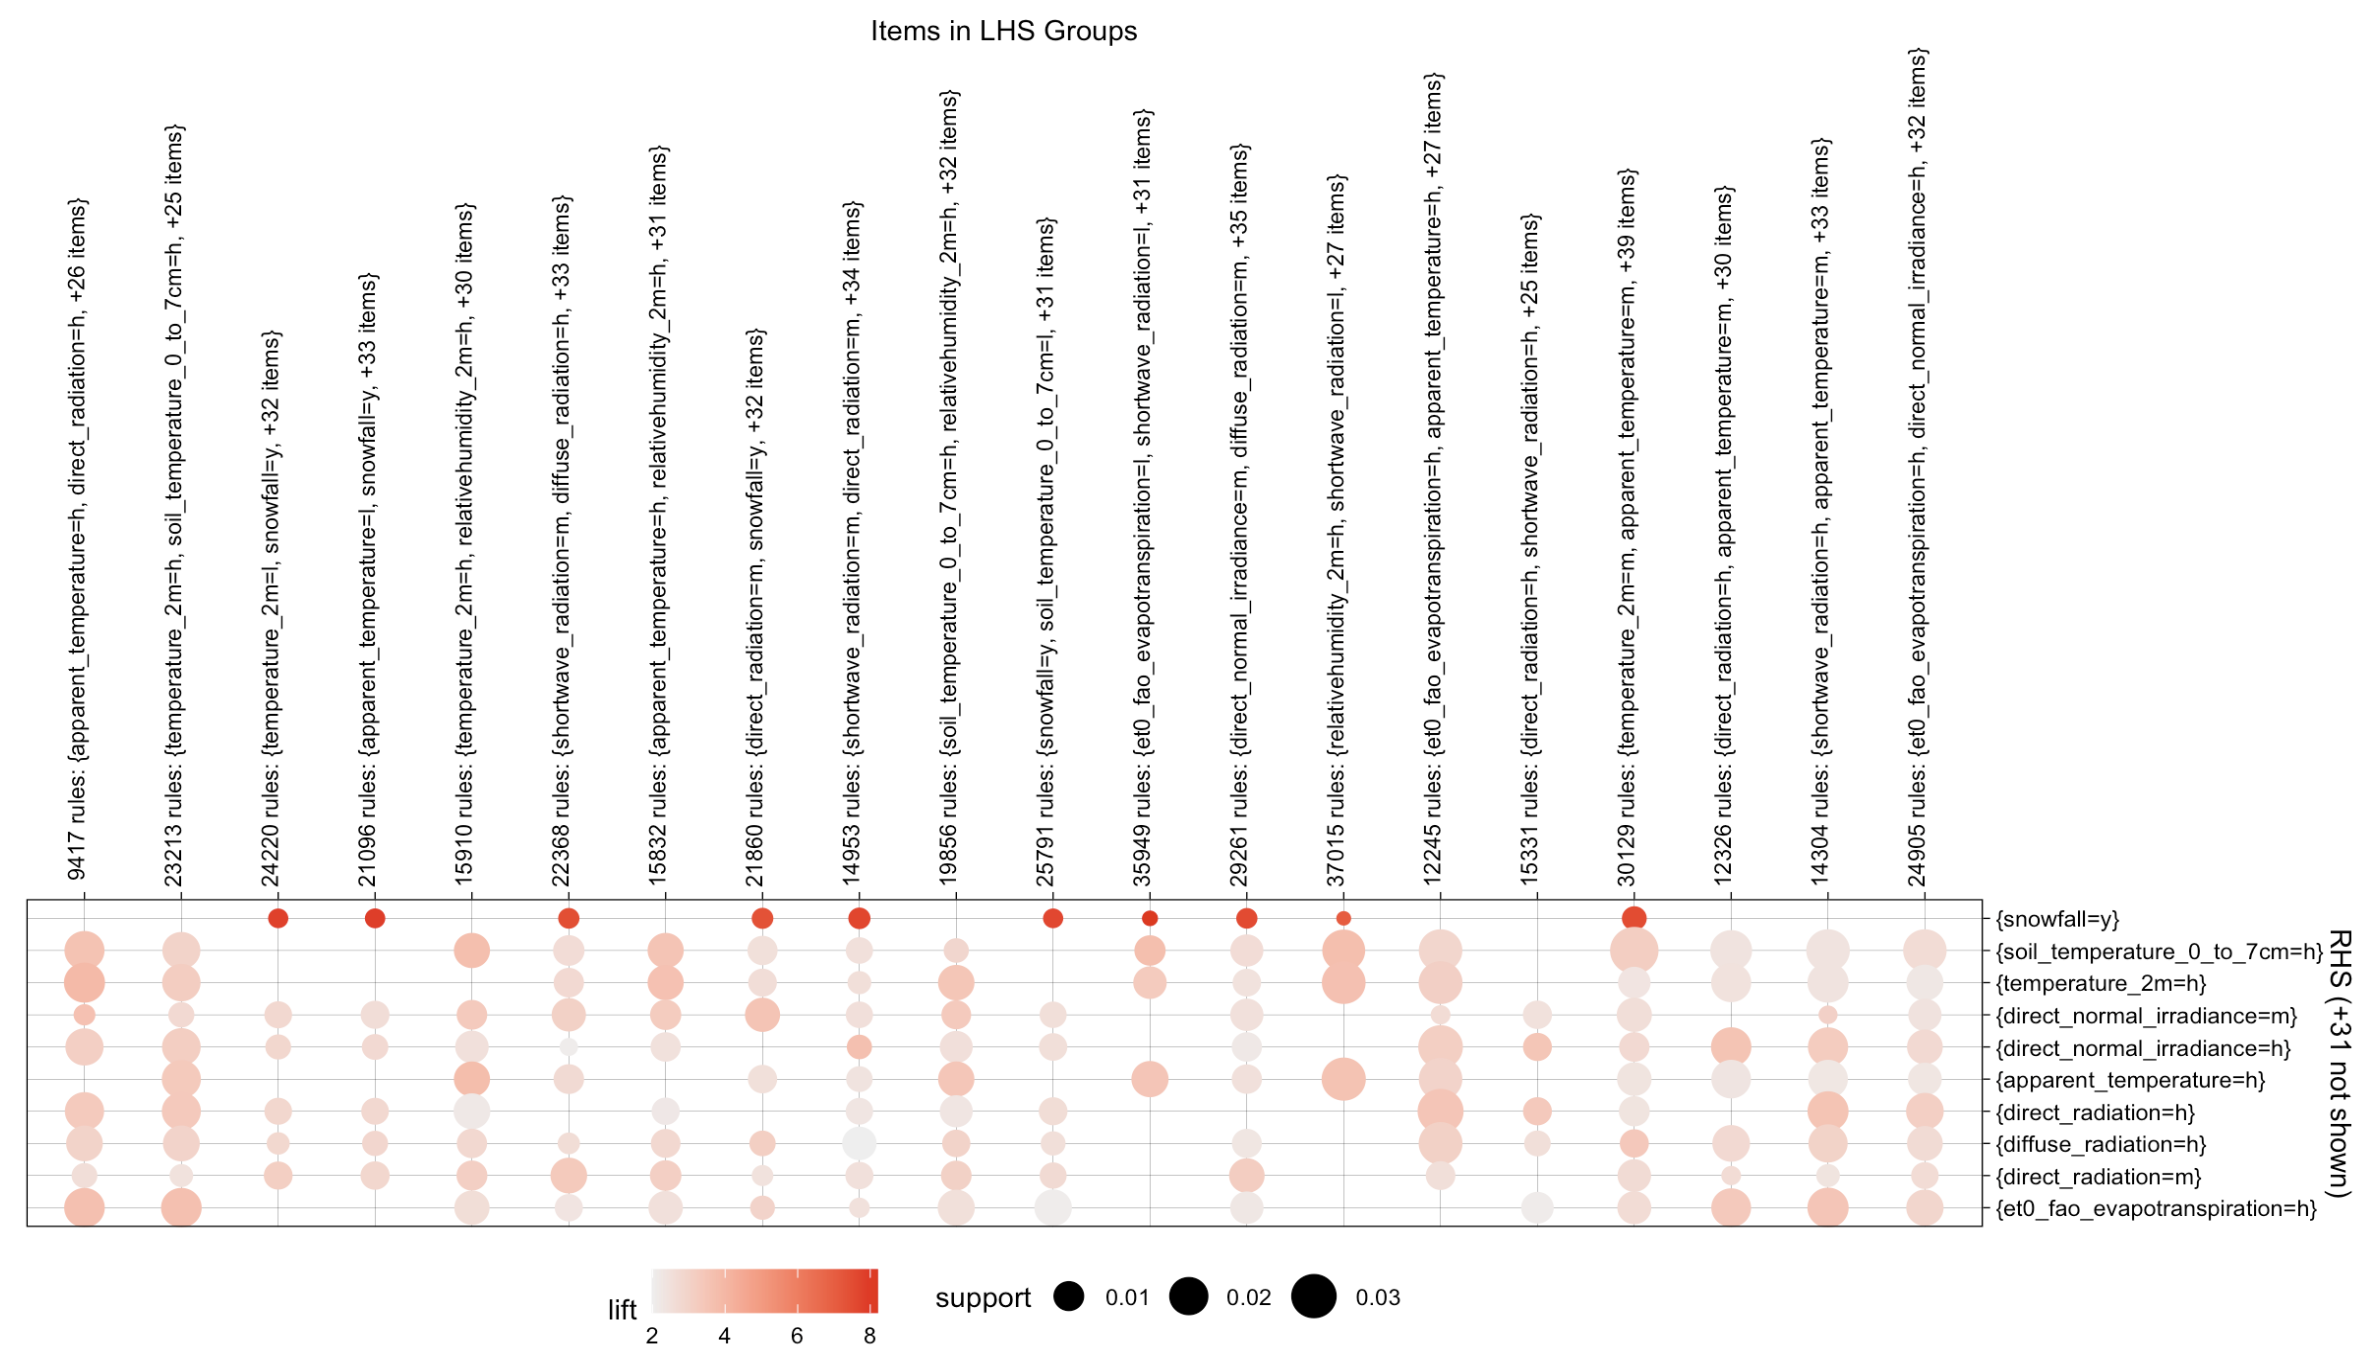 Items in LHS Groups
9417 rules: {apparent_temperature=h, direct_radiation=h, +26 items}
23213 rules: {temperature_2m=h, soil_temperature_0_to_7cm=h, +25 items}
24220 rules: {temperature_2m=l, snowfall=y, +32 items}
21096 rules: {apparent_temperature=l, snowfall=y, +33 items}
15910 rules: {temperature_2m=h, relativehumidity_2m=h, +30 items}
22368 rules: {shortwave_radiation=m, diffuse_radiation=h, +33 items}
15832 rules: {apparent_temperature=h, relativehumidity_2m=h, +31 items}
21860 rules: {direct_radiation=m, snowfall=y, +32 items}
14953 rules: {shortwave_radiation=m, direct_radiation=m, +34 items}
19856 rules: {soil_temperature_0_to_7cm=h, relativehumidity_2m=h, +32 items}
25791 rules: {snowfall=y, soil_temperature_0_to_7cm=l, +31 items}
35949 rules: {et0_fao_evapotranspiration=l, shortwave_radiation=l, +31 items}
29261 rules: {direct_normal_irradiance=m, diffuse_radiation=m, +35 items}
37015 rules: {relativehumidity_2m=h, shortwave_radiation=l, +27 items}
12245 rules: {et0_fao_evapotranspiration=h, apparent_temperature=h, +27 items}
15331 rules: {direct_radiation=h, shortwave_radiation=h, +25 items}
30129 rules: {temperature_2m=m, apparent_temperature=m, +39 items}
12326 rules: {direct_radiation=h, apparent_temperature=m, +30 items}
14304 rules: {shortwave_radiation=h, apparent_temperature=m, +33 items}
24905 rules: {et0_fao_evapotranspiration=h, direct_normal_irradiance=h, +32 items}
{snowfall=y}
{soil_temperature_0_to_7cm=h}
{temperature_2m=h}
{direct_normal_irradiance=m}
{direct_normal_irradiance=h}
{apparent_temperature=h}
{direct_radiation=h}
{diffuse_radiation=h}
{direct_radiation=m}
{et0_fao_evapotranspiration=h}
RHS (+31 not shown)
lift
2 4 6 8
support 0.01 0.02 0.03